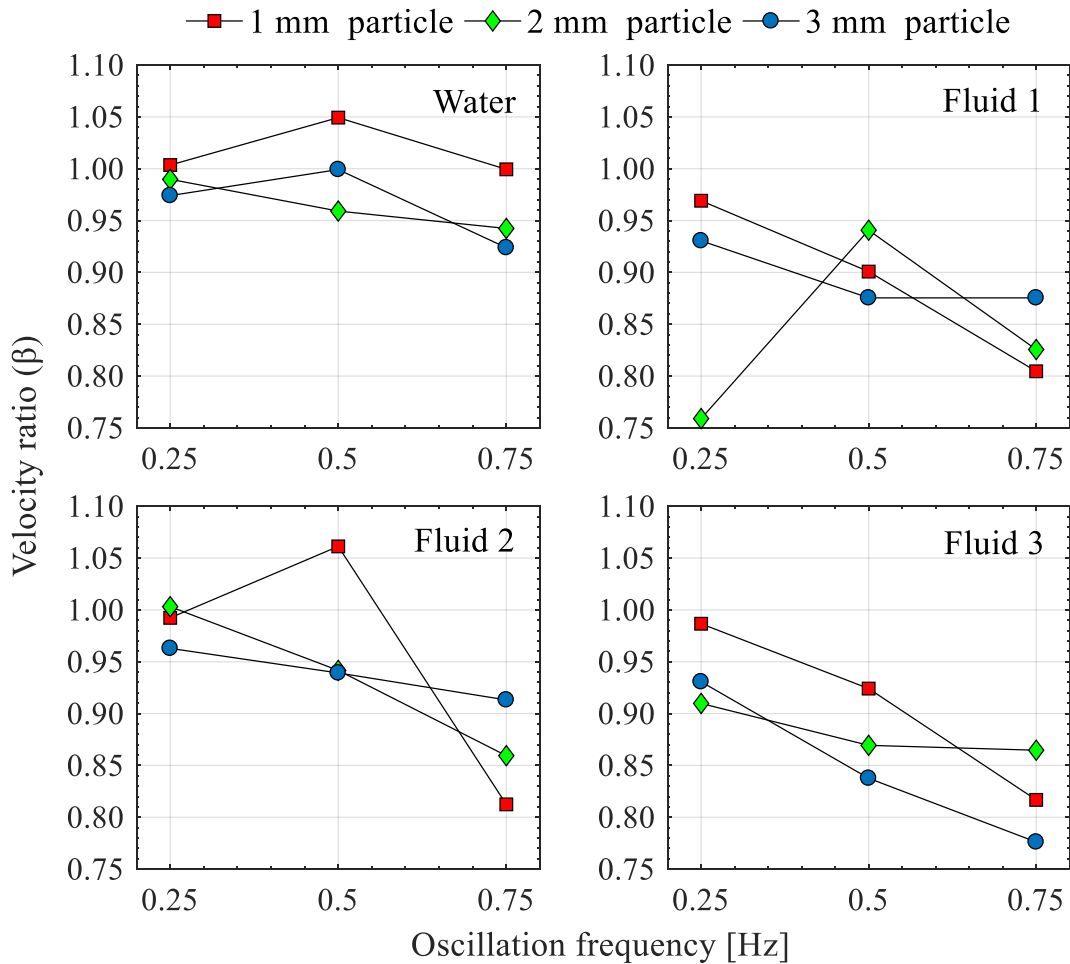 1 mm particle 2 mm particle 3 mm particle
Velocity ratio (β)
Water
1.10
1.05
1.00
0.95
0.90
0.85
0.80
0.75
0.25 0.5 0.75
Fluid 1
1.10
1.05
1.00
0.95
0.90
0.85
0.80
0.75
0.25 0.5 0.75
Fluid 2
1.10
1.05
1.00
0.95
0.90
0.85
0.80
0.75
0.25 0.5 0.75
Fluid 3
1.10
1.05
1.00
0.95
0.90
0.85
0.80
0.75
0.25 0.5 0.75
Oscillation frequency [Hz]